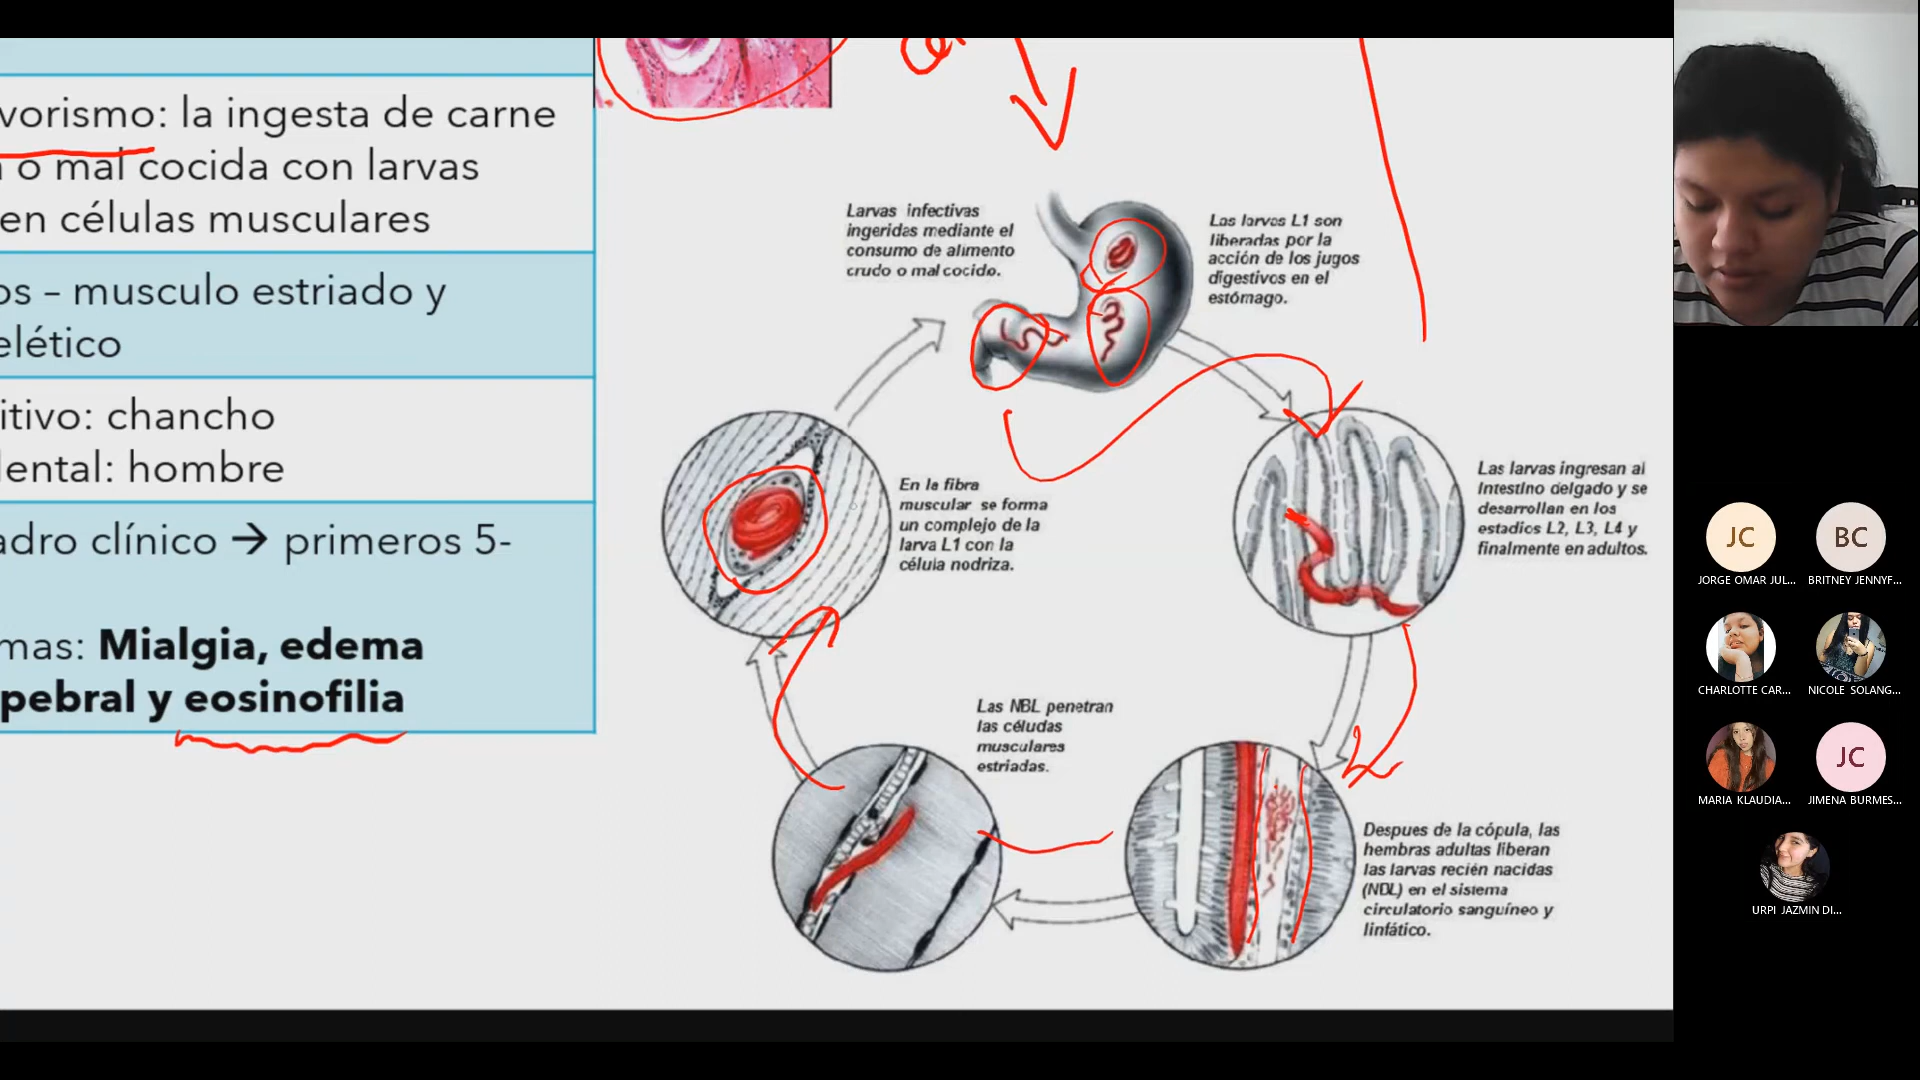 vorismo: la ingesta de carne
o mal cocida con larvas
en células musculares
os – musculo estriado y
elético
itivo: chancho
dental: hombre
adro clínico → primeros 5-
mas: Mialgia, edema
pebral y eosinofilia
Larvas infectivas
ingeridas mediante el
consumo de alimento
crudo o mal cocido.
Las larvas L1 son
liberadas por la
acción de los jugos
digestivos en el
estómago.
Las larvas ingresan al
intestino delgado y se
desarrollan en los
estadios L2, L3, L4 y
finalmente en adultos.
En la fibra
muscular se forma
un complejo de la
larva L1 con la
célula nodriza.
Las NBL penetran
las céludas
musculares
estriadas.
Despues de la cópula, las
hembras adultas liberan
las larvas recién nacidas
(NDL) en el sistema
circulatorio sanguíneo y
linfático.
JC
JORGE OMAR JUL...
BC
BRITNEY JENNYF...
CHARLOTTE CAR...
NICOLE SOLANG...
MARIA KLAUDIA...
JC
JIMENA BURMES...
URPI JAZMIN DI...